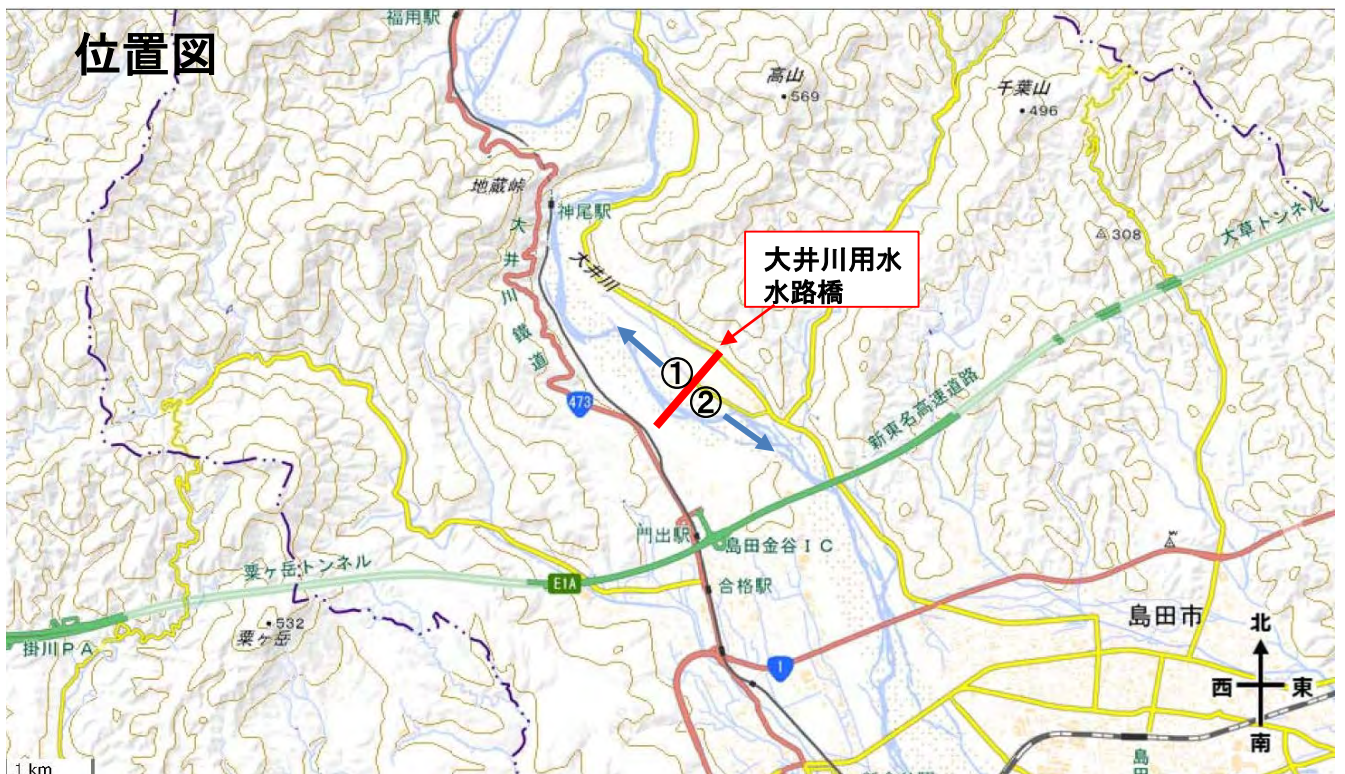 福用駅
位置図
高山
・569
千葉山
・496
地蔵峠
神尾駅
大井川鐵道
大井川
大井川用水
水路橋
308
大草トンネル
①
②
473
新東名高速道路
門出駅
島田金谷IC
合格駅
粟ヶ岳トンネル
E1A
・532
粟ヶ岳
掛川PA
島田市
1
北
西
東
南
島
1 km